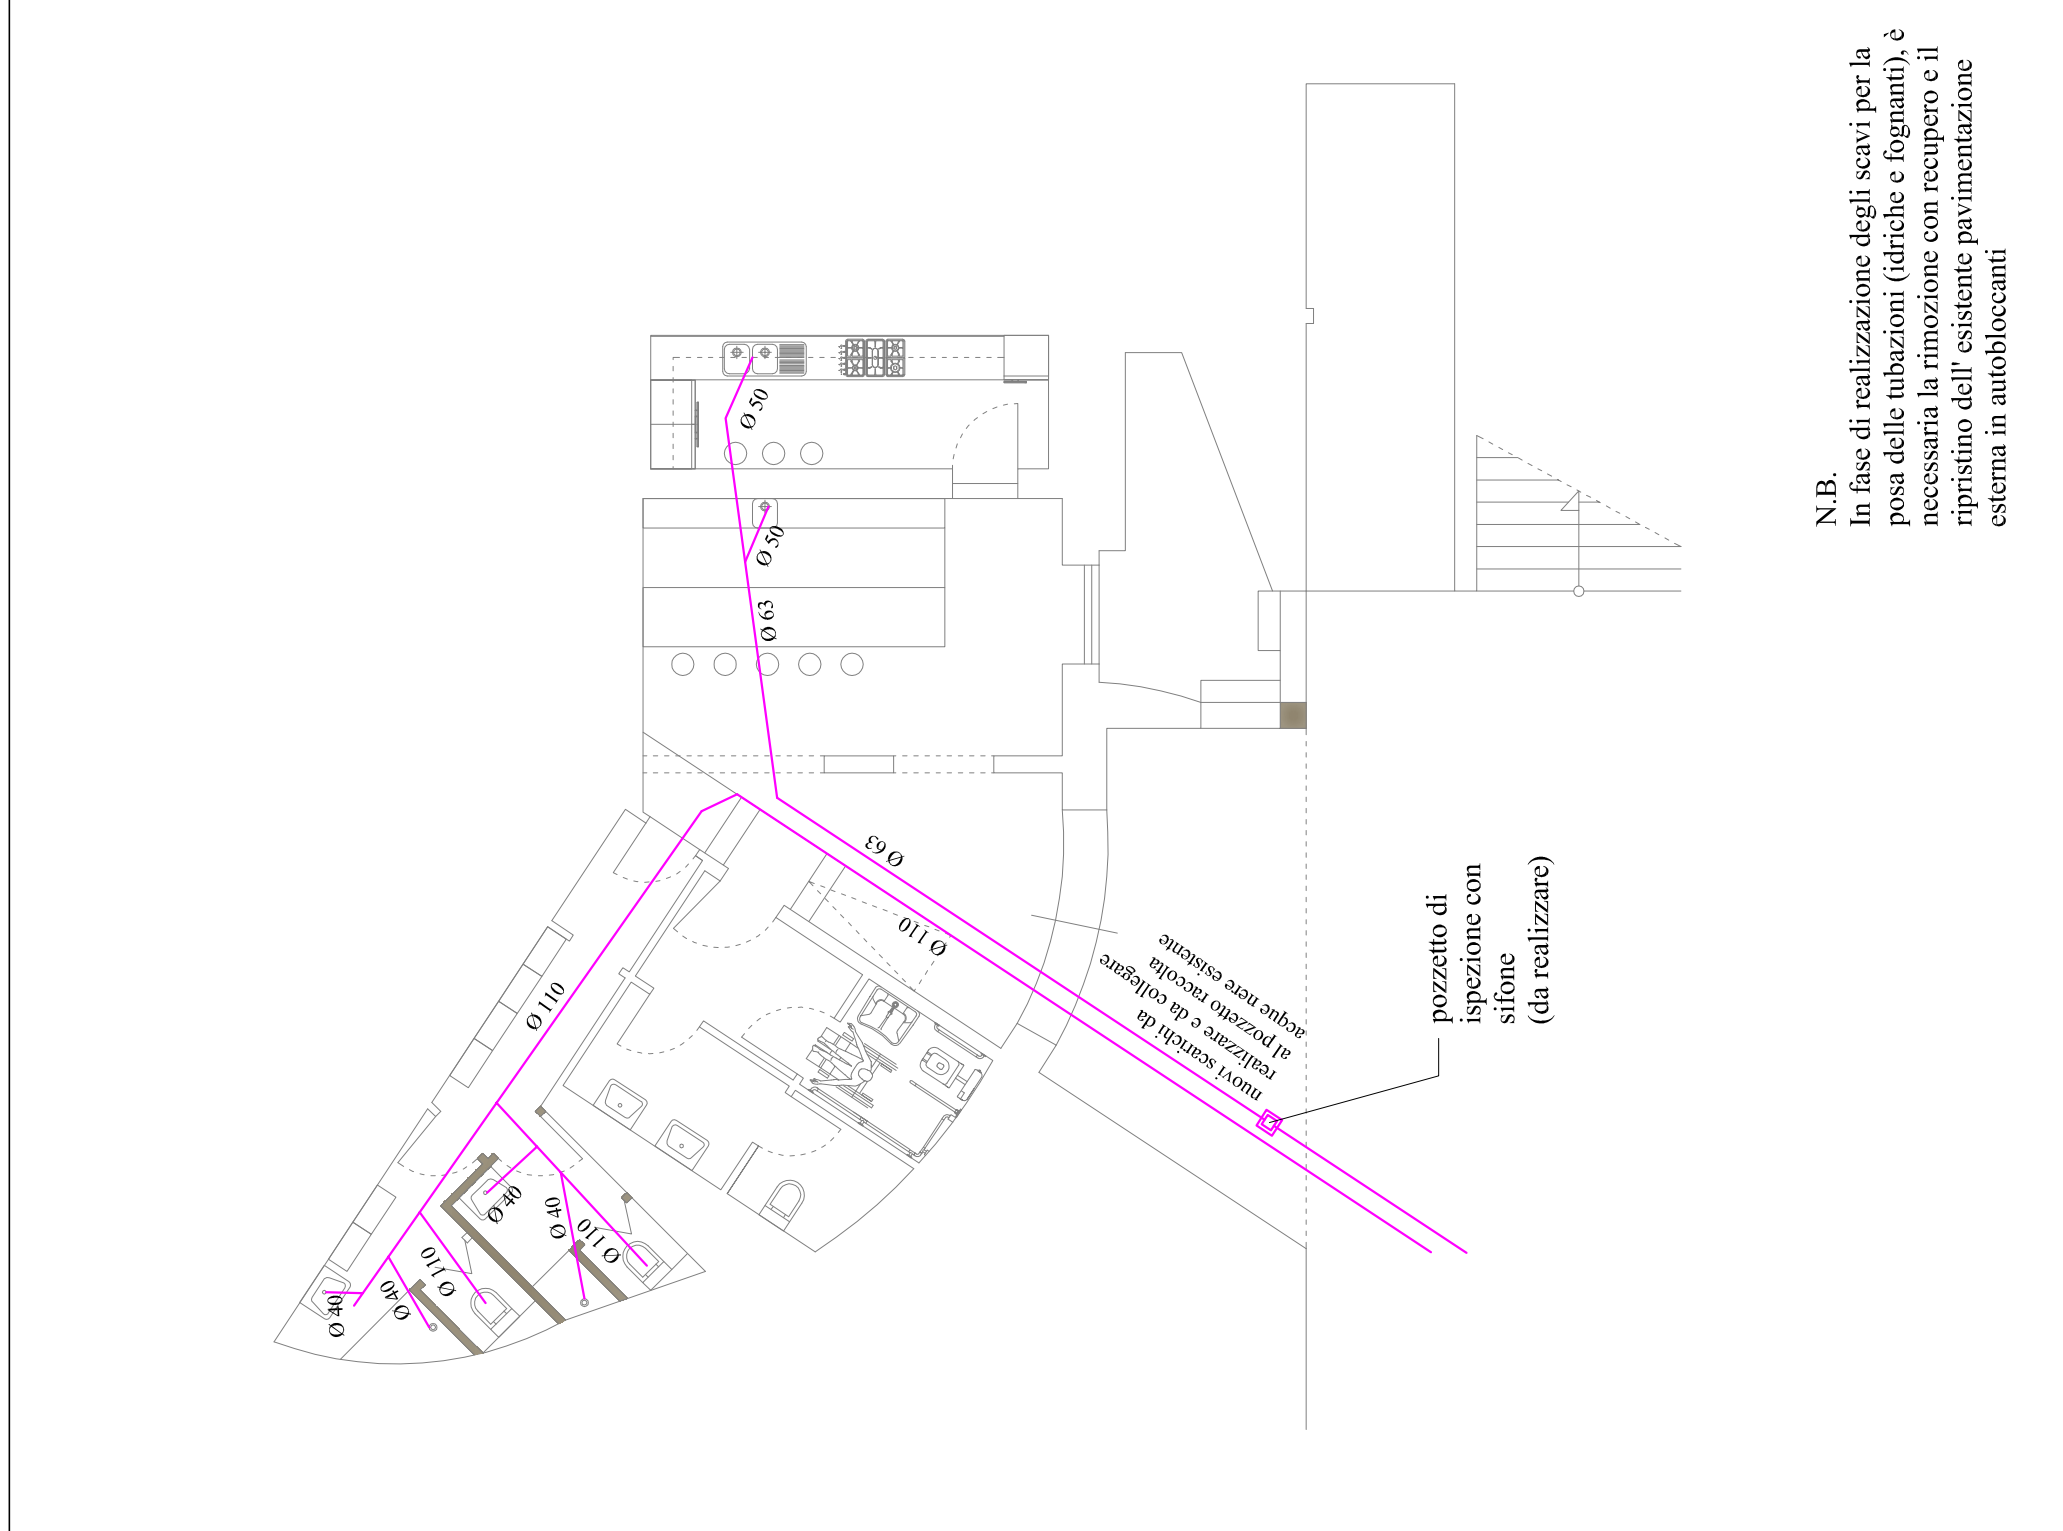 N.B.
In fase di realizzazione degli scavi per la
posa delle tubazioni (idriche e fognanti), è
necessaria la rimozione con recupero e il
ripristino dell' esistente pavimentazione
esterna in autobloccanti
Ø 50
Ø 50
Ø 63
Ø 63
Ø 110
nuovi scarichi da
realizzare e da collegare
al pozzetto raccolta
acque nere esistente
pozzetto di
ispezione con
sifone
(da realizzare)
Ø 110
Ø 40
Ø 40
Ø 110
Ø 110
Ø 40
Ø 40